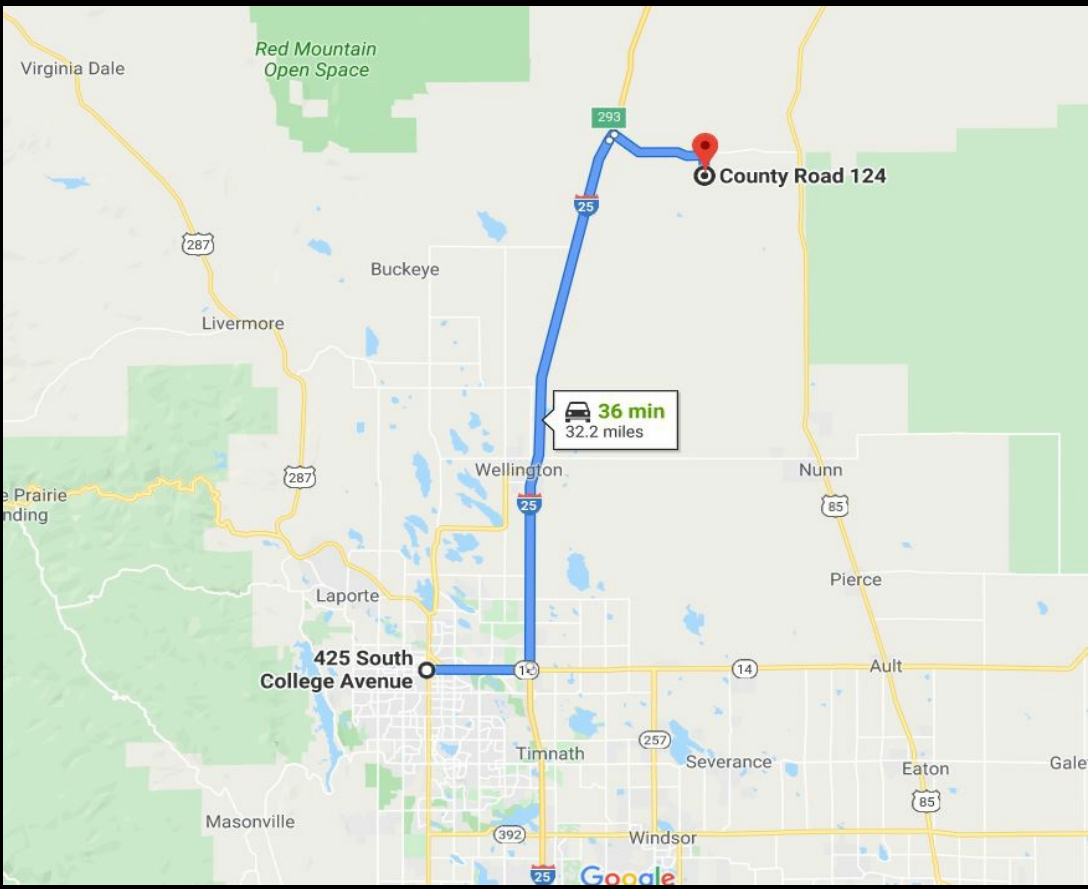 Red Mountain
Open Space
Virginia Dale
293
County Road 124
25
287
Buckeye
Livermore
36 min
32.2 miles
Wellington
Nunn
287
25
85
e Prairie
nding
Pierce
Laporte
425 South
College Avenue
14
Ault
257
Timnath
Severance
Eaton
Gale
85
Masonville
392
Windsor
25
Google